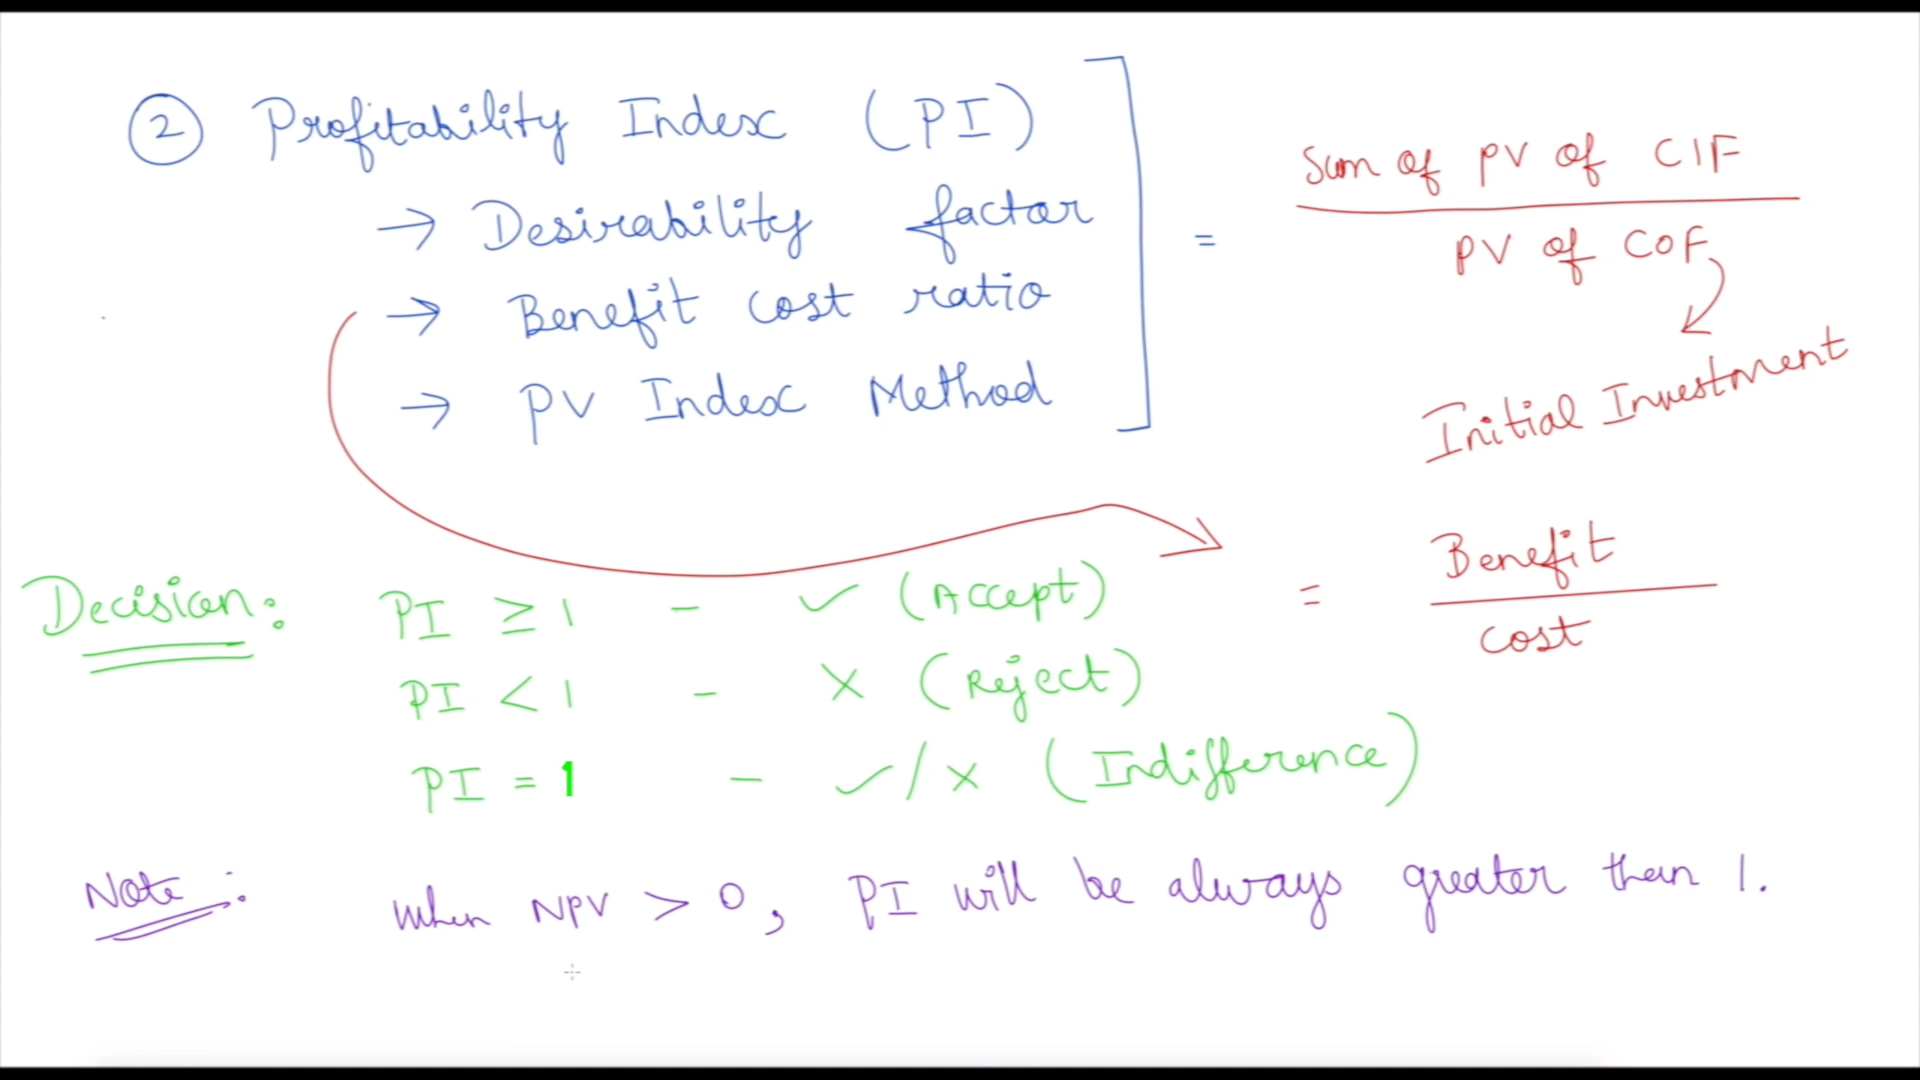 ② Profitability Index (PI)
→ Desirability factor
→ Benefit cost ratio
→ PV Index Method
= Sum of PV of CIF
PV of COF
Initial Investment
= Benefit
cost
Decision: PI ≥ 1 - ✓ (Accept)
PI < 1 - X (Reject)
PI = 1 - ✓/X (Indifference)
Note: When NPV > 0, PI will be always greater than 1.